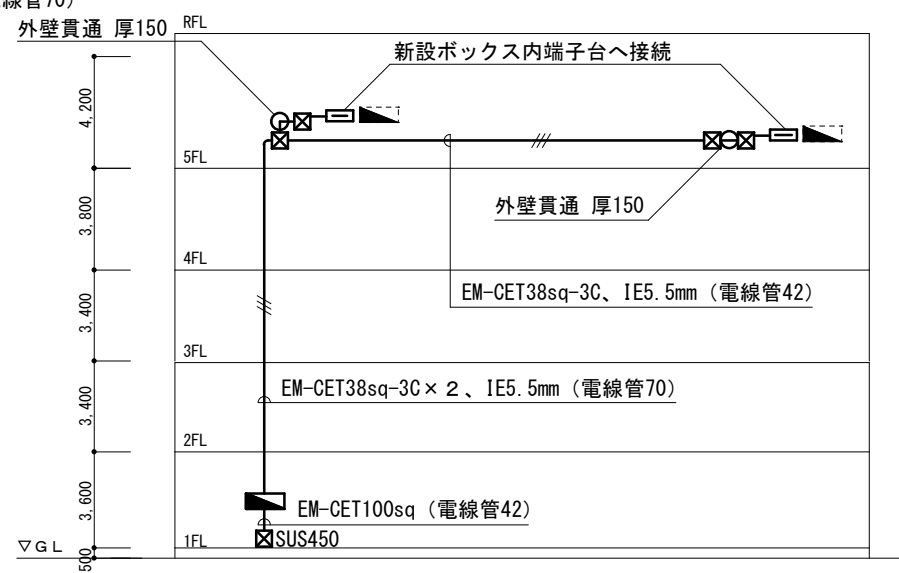 線管70）
外壁貫通 厚150
RFL
新設ボックス内端子台へ接続
4,200
5FL
外壁貫通 厚150
3,800
4FL
EM-CET38sq-3C、IE5.5mm（電線管42）
3,400
3FL
EM-CET38sq-3C×２、IE5.5mm（電線管70）
3,400
2FL
3,600
EM-CET100sq（電線管42）
1FL
SUS450
▽ＧＬ
500